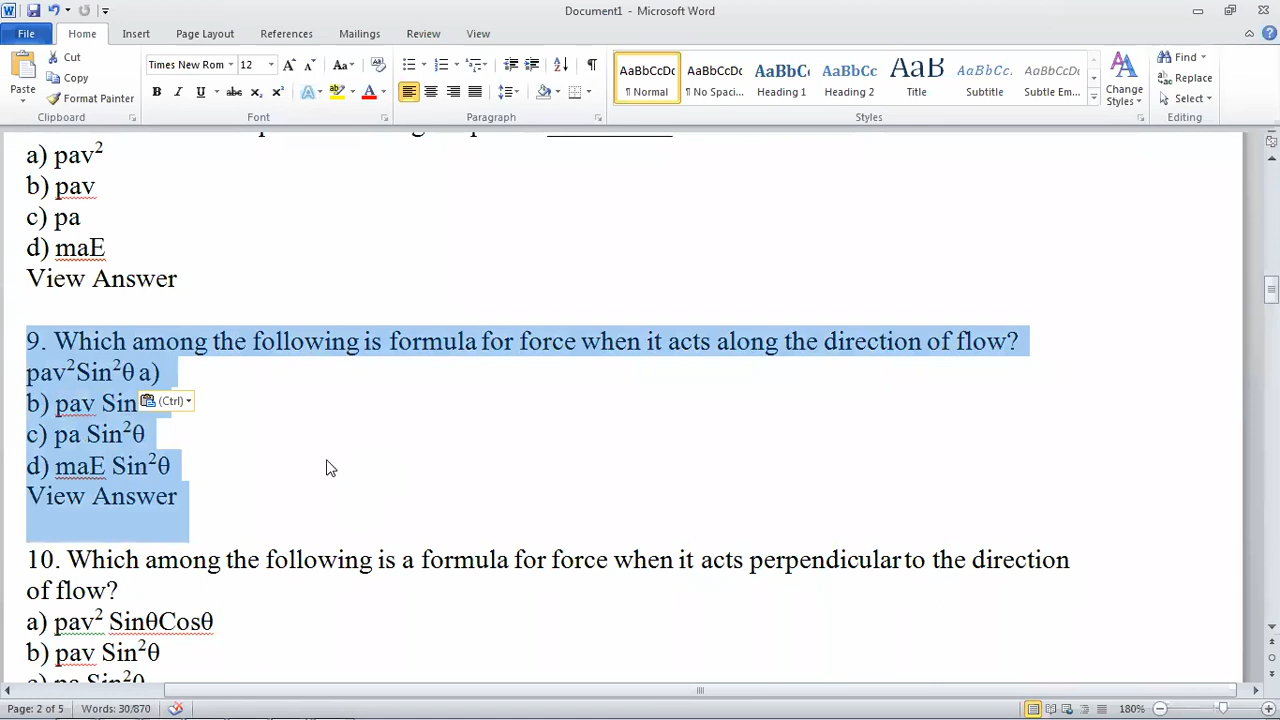 Document1 - Microsoft Word
File Home Insert Page Layout References Mailings Review View
Paste
Cut
Copy
Format Painter
Clipboard
Times New Rom 12
Font
Paragraph
AaBbCcDc ¶ Normal
AaBbCcDc ¶ No Spaci...
AaBbCc Heading 1
AaBbCc Heading 2
AaB Title
AaBbCc. Subtitle
AaBbCcDc Subtle Em...
Change Styles
Styles
Find
Replace
Select
Editing
a) pav²
b) pav
c) pa
d) maE
View Answer
9. Which among the following is formula for force when it acts along the direction of flow?
pav²Sin²θ a)
b) pav Sin
(Ctrl)
c) pa Sin²θ
d) maE Sin²θ
View Answer
10. Which among the following is a formula for force when it acts perpendicular to the direction
of flow?
a) pav² SinθCosθ
b) pav Sin²θ
c) pa Sin²θ
Page: 2 of 5 Words: 30/870 180%